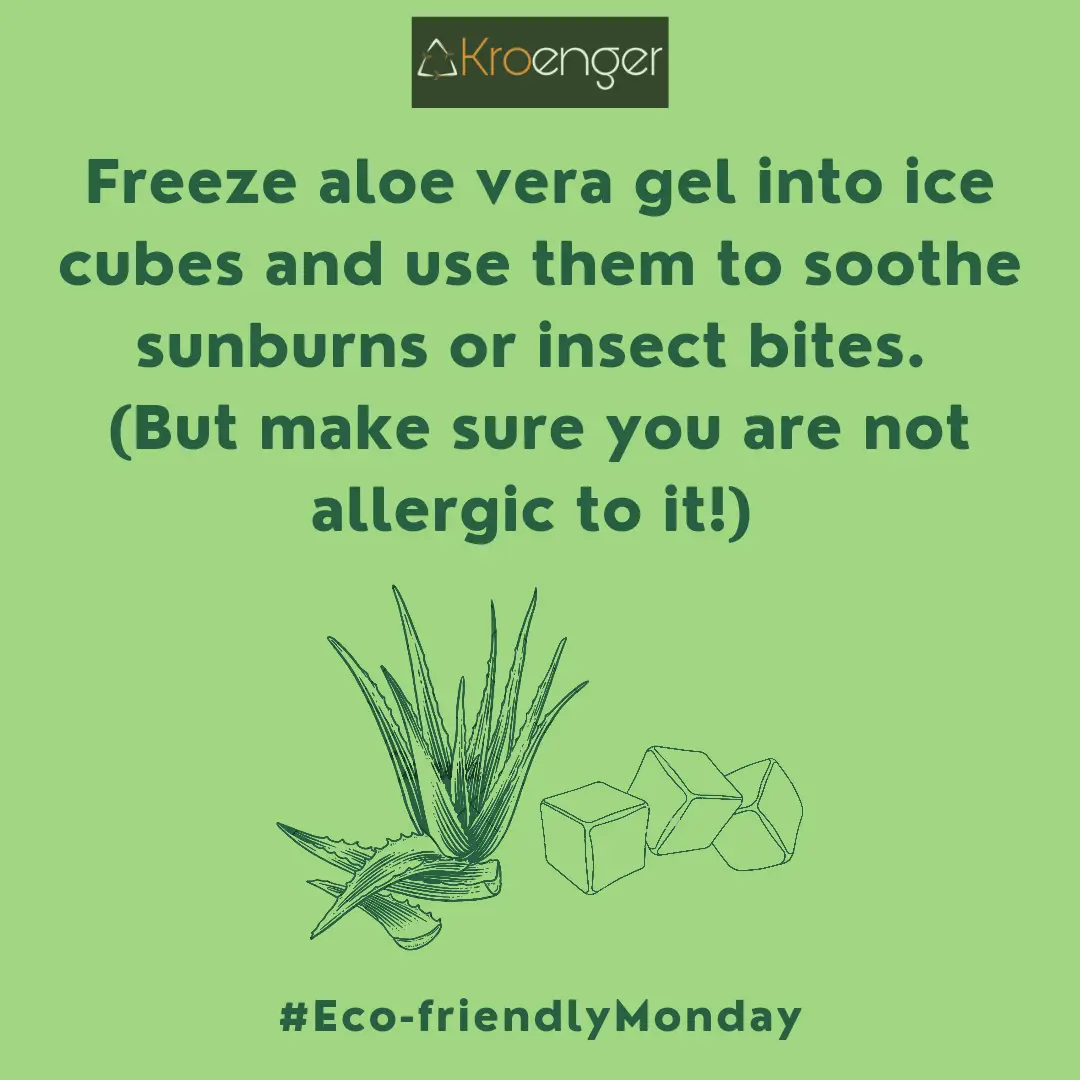 Kroenger
Freeze aloe vera gel into ice
cubes and use them to soothe
sunburns or insect bites.
(But make sure you are not
allergic to it!)
#Eco-friendlyMonday